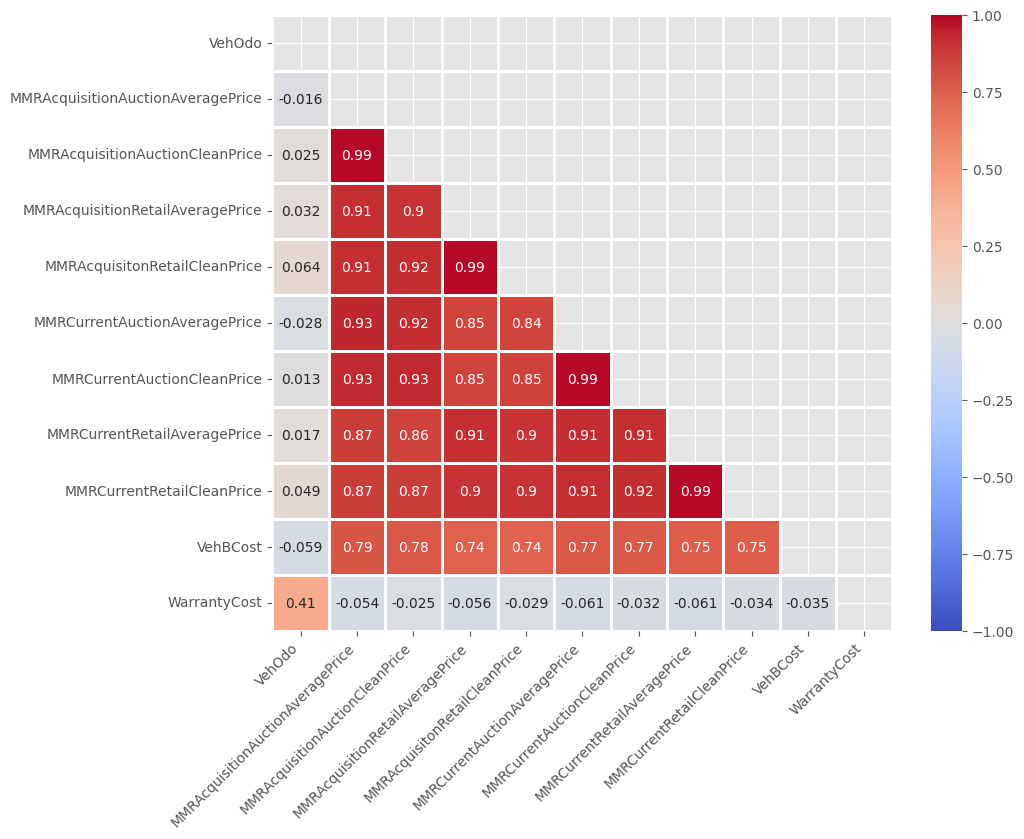 VehOdo
MMRAcquisitionAuctionAveragePrice -0.016
MMRAcquisitionAuctionCleanPrice 0.025 0.99
MMRAcquisitionRetailAveragePrice 0.032 0.91 0.9
MMRAcquisitonRetailCleanPrice 0.064 0.91 0.92 0.99
MMRCurrentAuctionAveragePrice -0.028 0.93 0.92 0.85 0.84
MMRCurrentAuctionCleanPrice 0.013 0.93 0.93 0.85 0.85 0.99
MMRCurrentRetailAveragePrice 0.017 0.87 0.86 0.91 0.9 0.91 0.91
MMRCurrentRetailCleanPrice 0.049 0.87 0.87 0.9 0.9 0.91 0.92 0.99
VehBCost -0.059 0.79 0.78 0.74 0.74 0.77 0.77 0.75 0.75
WarrantyCost 0.41 -0.054 -0.025 -0.056 -0.029 -0.061 -0.032 -0.061 -0.034 -0.035
VehOdo
MMRAcquisitionAuctionAveragePrice
MMRAcquisitionAuctionCleanPrice
MMRAcquisitionRetailAveragePrice
MMRAcquisitonRetailCleanPrice
MMRCurrentAuctionAveragePrice
MMRCurrentAuctionCleanPrice
MMRCurrentRetailAveragePrice
MMRCurrentRetailCleanPrice
VehBCost
WarrantyCost
1.00
0.75
0.50
0.25
0.00
−0.25
−0.50
−0.75
−1.00